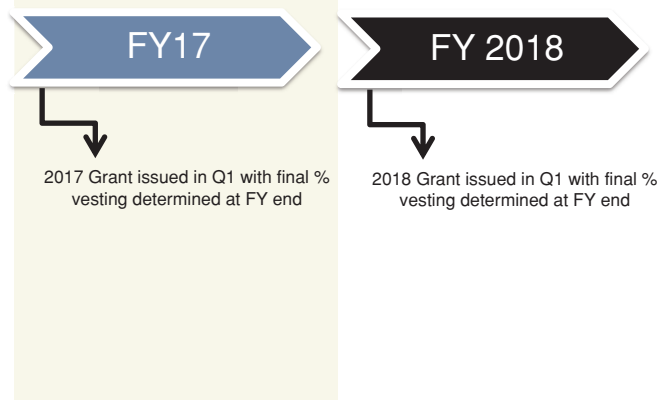 FY17
2017 Grant issued in Q1 with final %
vesting determined at FY end
FY 2018
2018 Grant issued in Q1 with final %
vesting determined at FY end